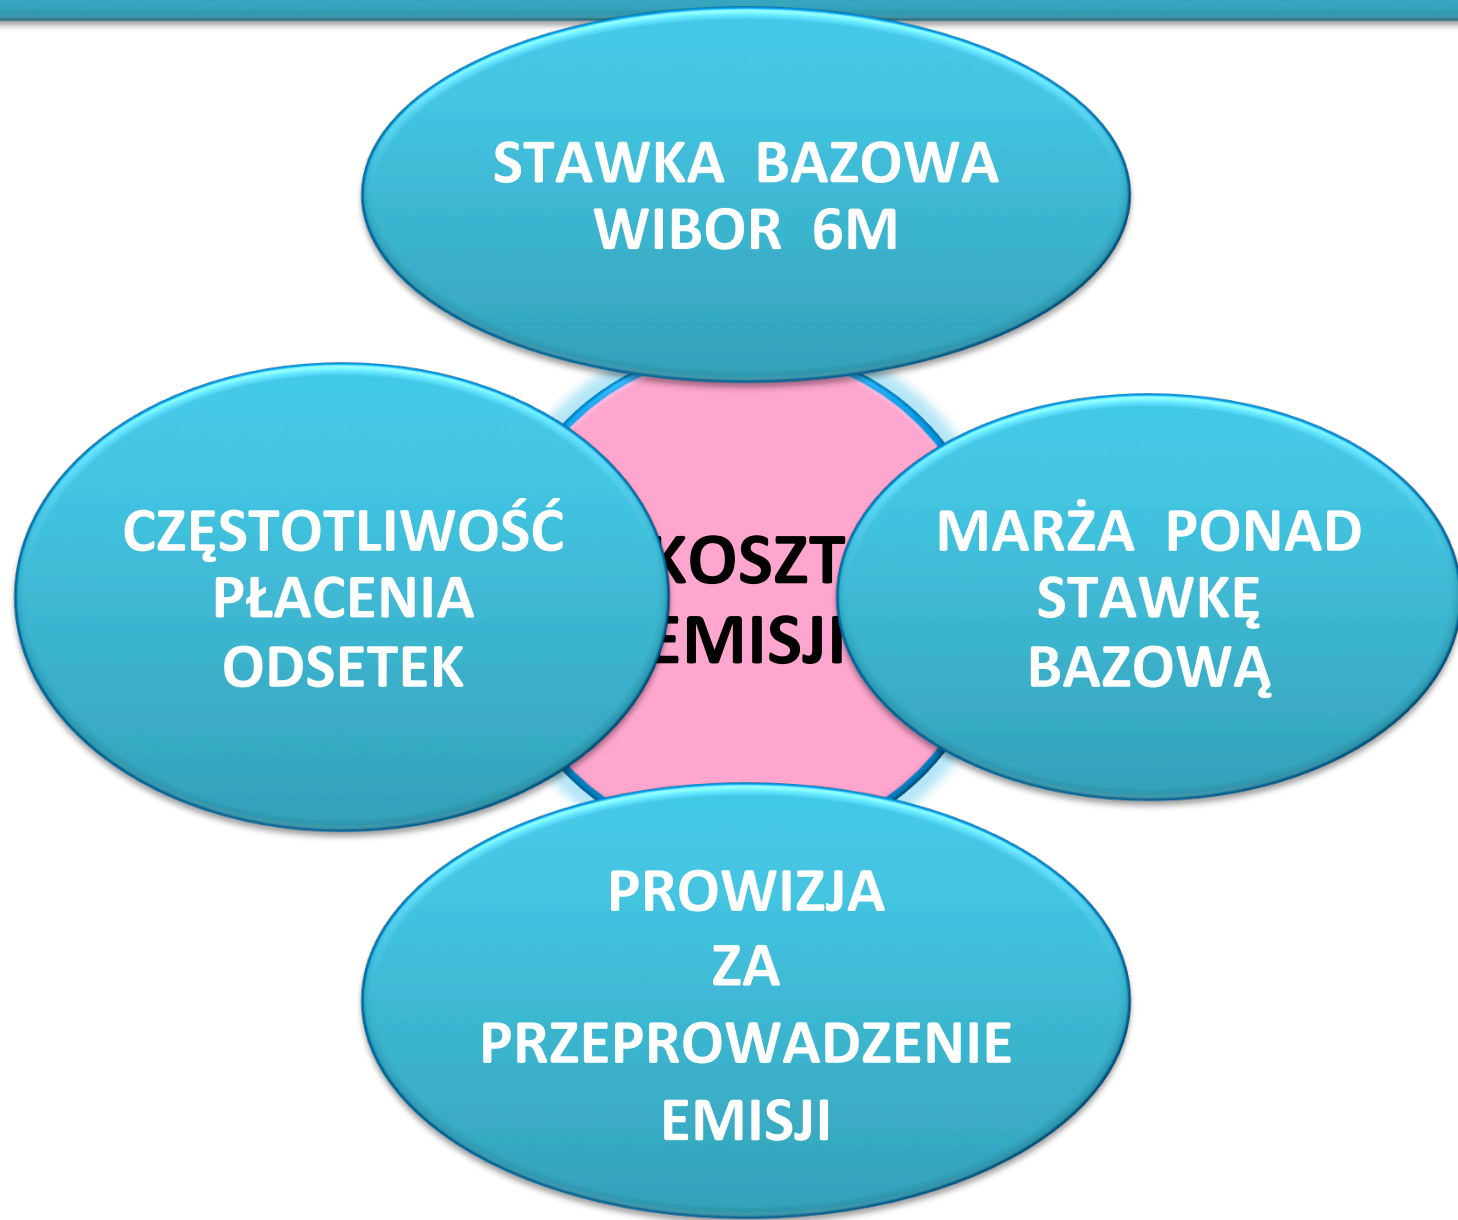 STAWKA BAZOWA
WIBOR 6M
CZĘSTOTLIWOŚĆ
PŁACENIA
ODSETEK
KOSZT
EMISJI
MARŻA PONAD
STAWKĘ
BAZOWĄ
PROWIZJA
ZA
PRZEPROWADZENIE
EMISJI